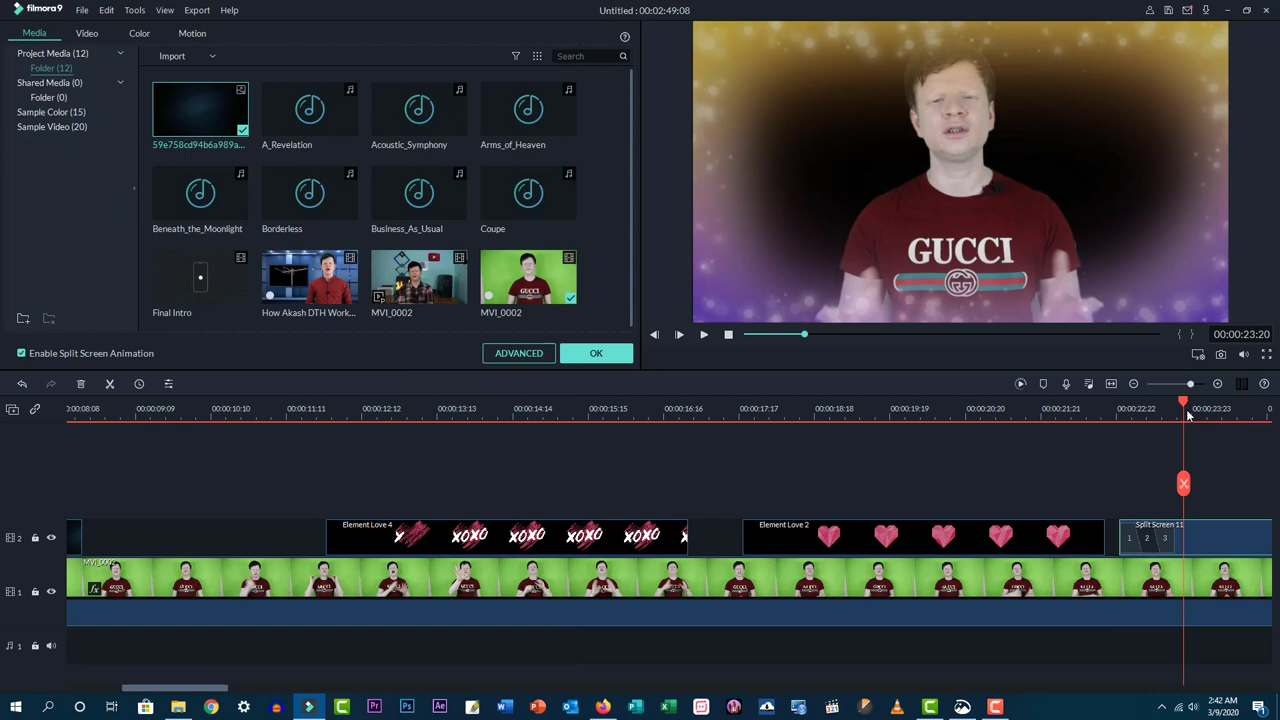 filmora9 File Edit Tools View Export Help Untitled : 00:02:49:08
Media Video Color Motion
Project Media (12)
Folder (12)
Shared Media (0)
Folder (0)
Sample Color (15)
Sample Video (20)
Import Search
59e758cd94b6a989a... A_Revelation Acoustic_Symphony Arms_of_Heaven
Beneath_the_Moonlight Borderless Business_As_Usual Coupe
Final Intro How Akash DTH Work... MVI_0002 MVI_0002
GUCCI
GUCCI
Enable Split Screen Animation ADVANCED OK
00:00:23:20
0:00:08:08 00:00:09:09 00:00:10:10 00:00:11:11 00:00:12:12 00:00:13:13 00:00:14:14 00:00:15:15 00:00:16:16 00:00:17:17 00:00:18:18 00:00:19:19 00:00:20:20 00:00:21:21 00:00:22:22 00:00:23:23 0
2 Element Love 4 XOXO XOXO XOXO XOXO Element Love 2 Split Screen 11
1 2 3
MVI_0002
1 fx
1
2:42 AM
3/9/2020